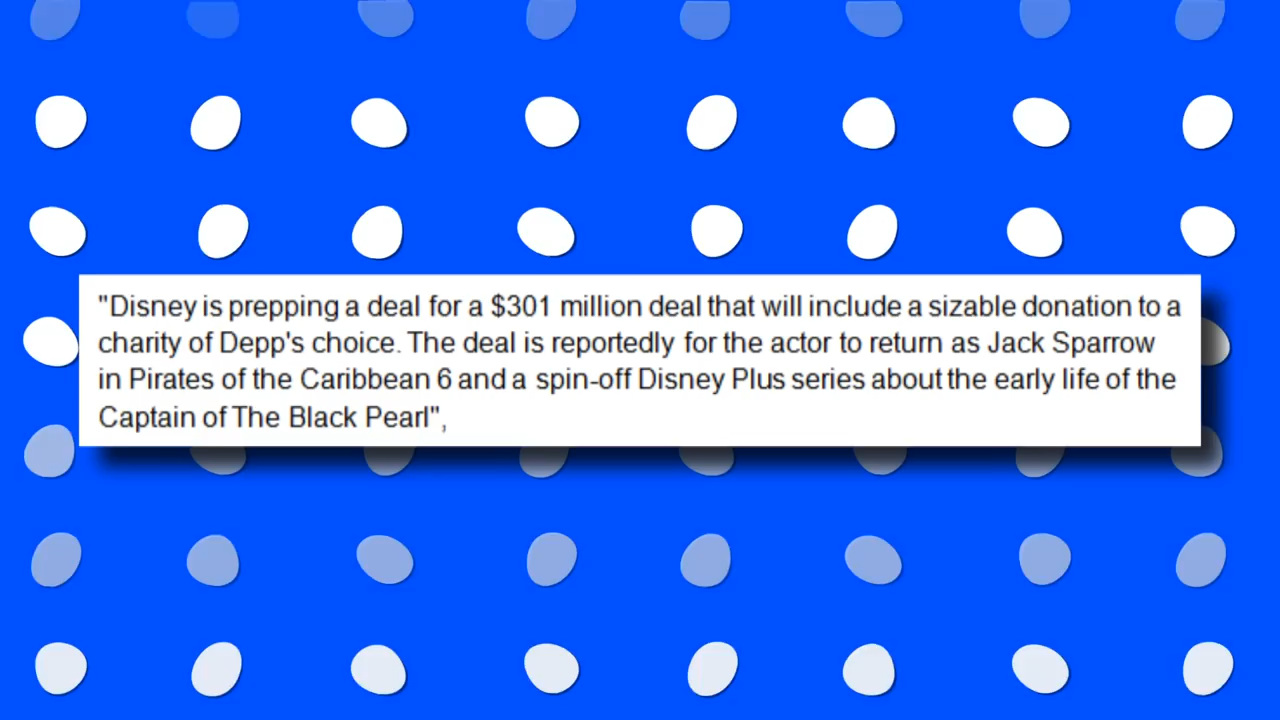 "Disney is prepping a deal for a $301 million deal that will include a sizable donation to a
charity of Depp's choice. The deal is reportedly for the actor to return as Jack Sparrow
in Pirates of the Caribbean 6 and a spin-off Disney Plus series about the early life of the
Captain of The Black Pearl",